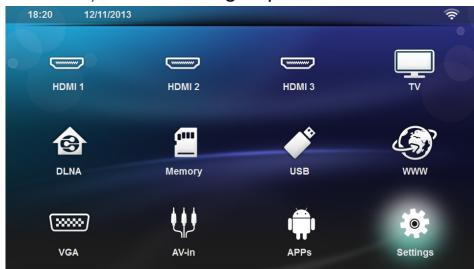 18:20 12/11/2013
HDMI 1 HDMI 2 HDMI 3 TV
DLNA Memory USB WWW
VGA AV-in APPs Settings